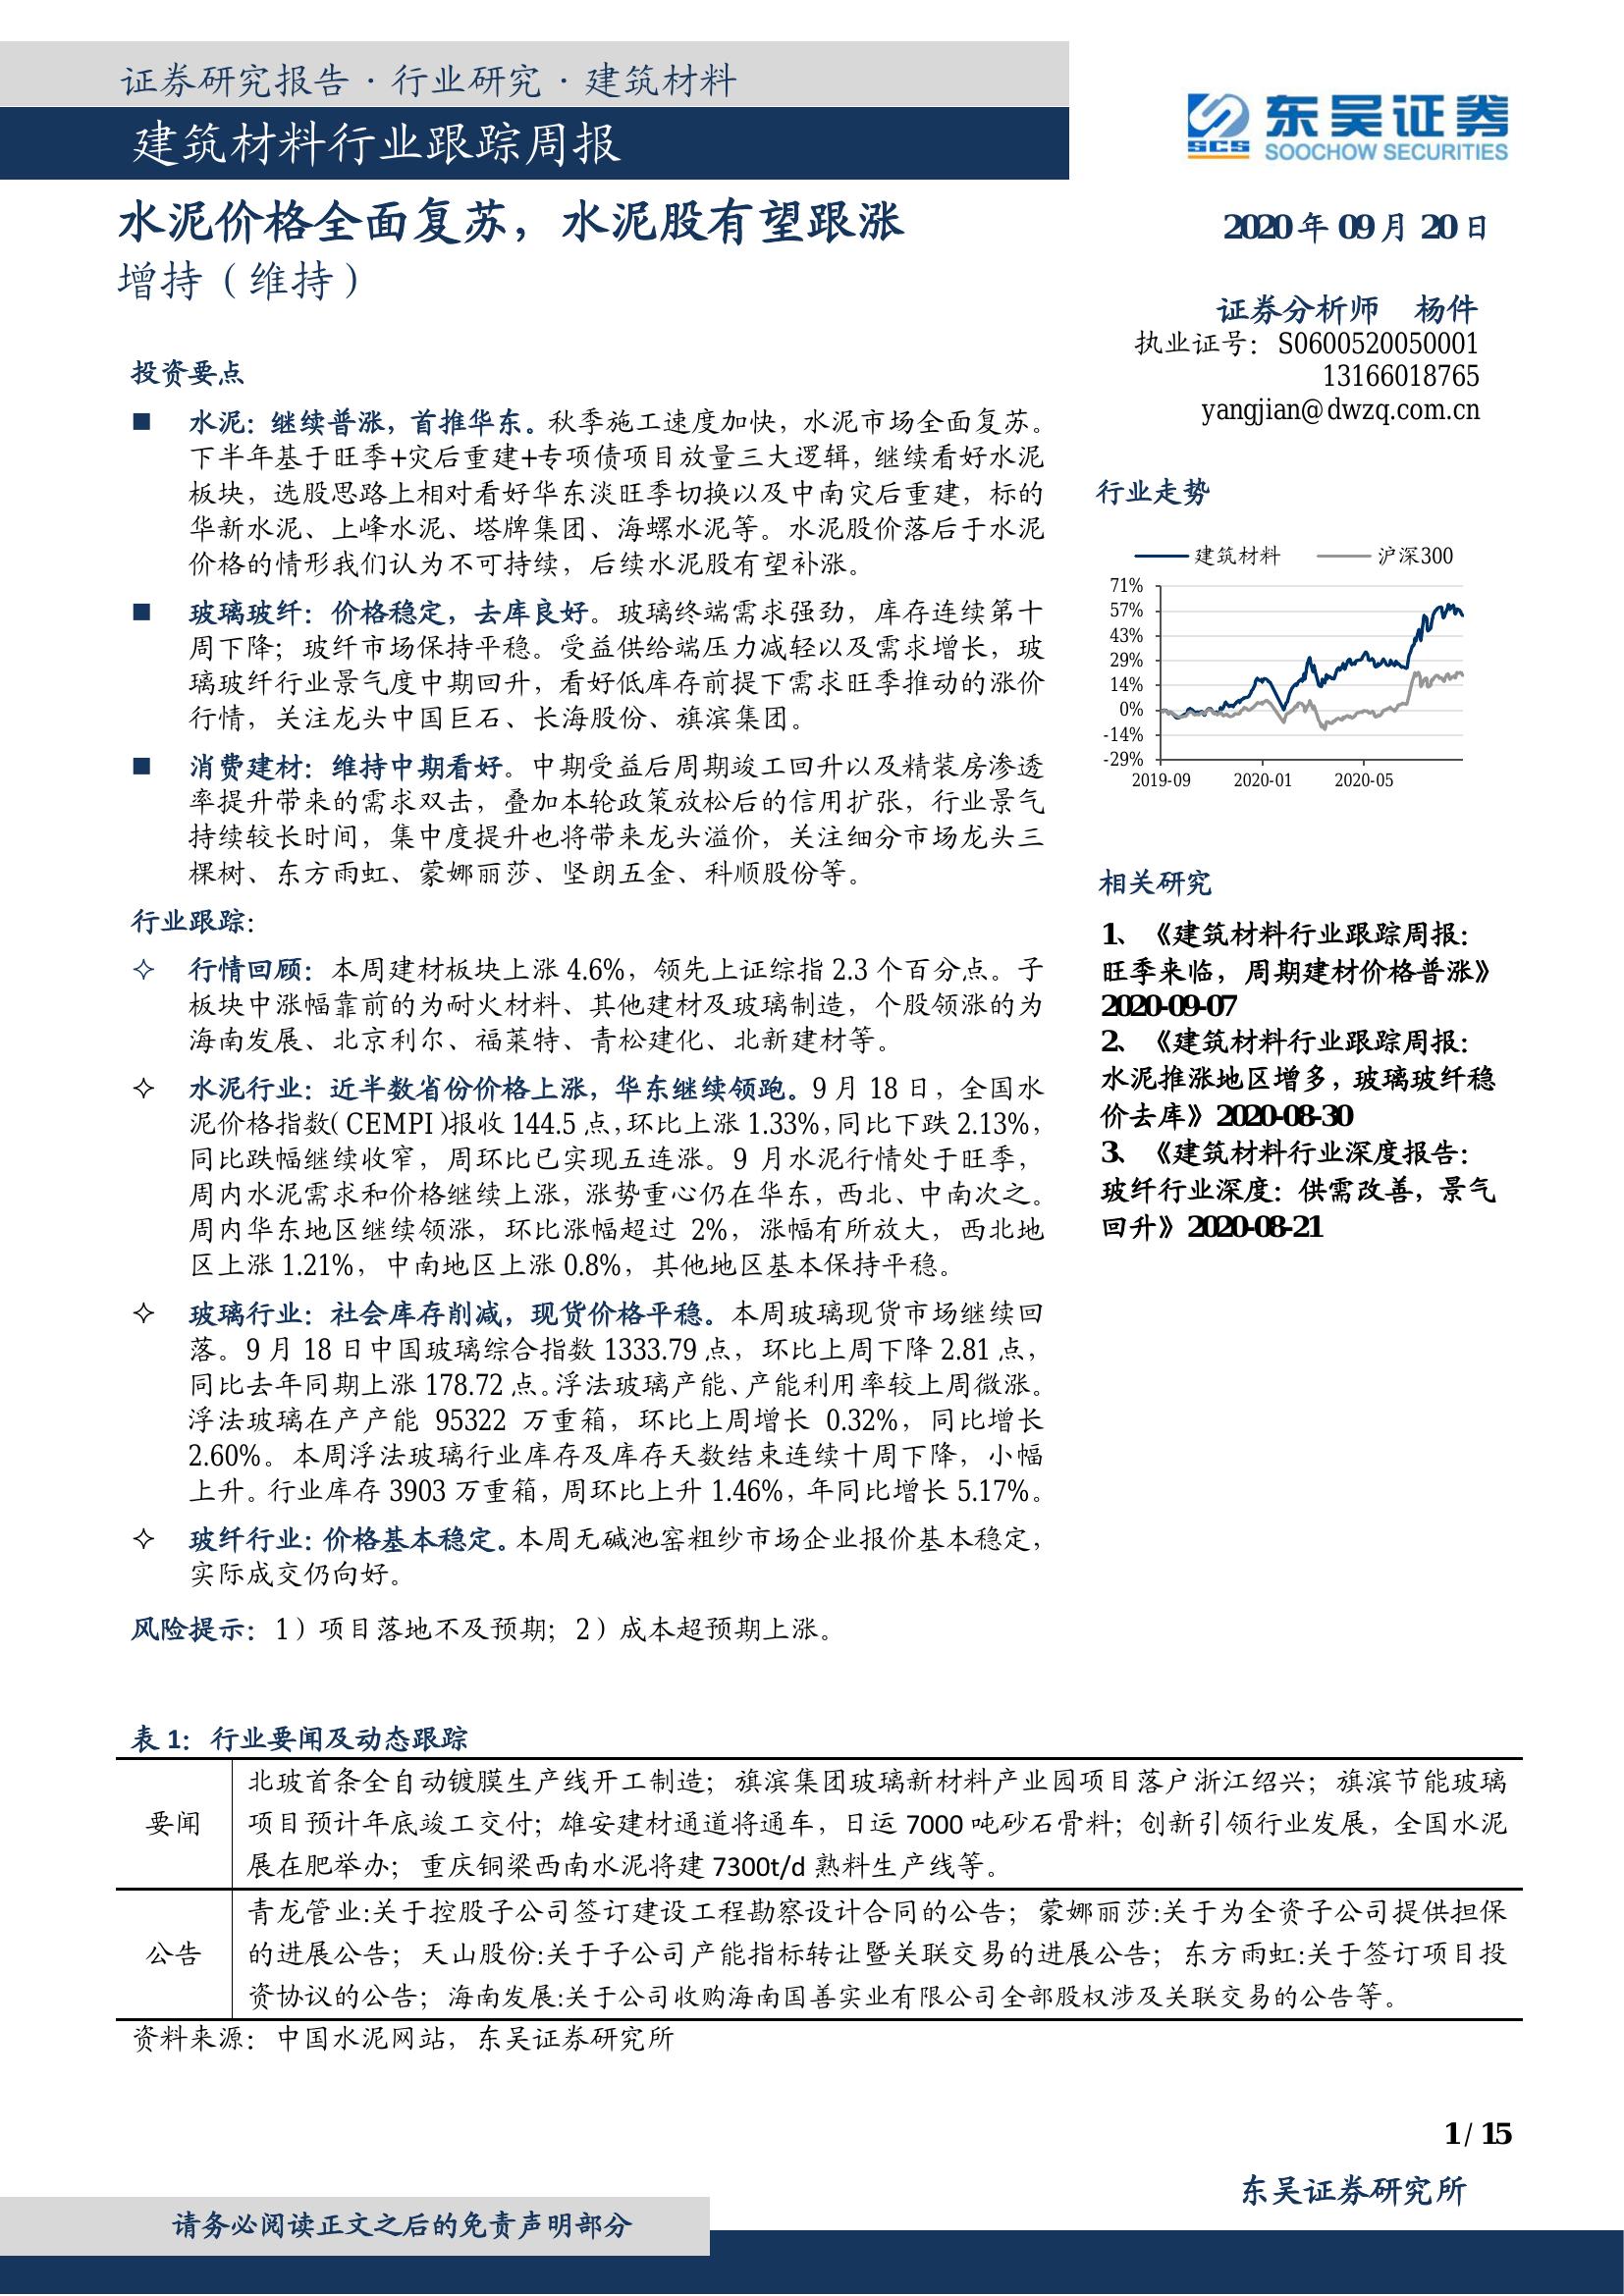 证券研究报告·行业研究·建筑材料
建筑材料行业跟踪周报
东吴证券
SCS
SOOCHOW SECURITIES
水泥价格全面复苏，水泥股有望跟涨
增持（维持）
2020年09月20日
证券分析师 杨件
执业证号：S0600520050001
13166018765
yangjian@dwzq.com.cn
投资要点
■ 水泥：继续普涨，首推华东。秋季施工速度加快，水泥市场全面复苏。
下半年基于旺季+灾后重建+专项债项目放量三大逻辑，继续看好水泥
板块，选股思路上相对看好华东淡旺季切换以及中南灾后重建，标的
华新水泥、上峰水泥、塔牌集团、海螺水泥等。水泥股价落后于水泥
价格的情形我们认为不可持续，后续水泥股有望补涨。
■ 玻璃玻纤：价格稳定，去库良好。玻璃终端需求强劲，库存连续第十
周下降；玻纤市场保持平稳。受益供给端压力减轻以及需求增长，玻
璃玻纤行业景气度中期回升，看好低库存前提下需求旺季推动的涨价
行情，关注龙头中国巨石、长海股份、旗滨集团。
■ 消费建材：维持中期看好。中期受益后周期竣工回升以及精装房渗透
率提升带来的需求双击，叠加本轮政策放松后的信用扩张，行业景气
持续较长时间，集中度提升也将带来龙头溢价，关注细分市场龙头三
棵树、东方雨虹、蒙娜丽莎、坚朗五金、科顺股份等。
行业跟踪：
✧ 行情回顾：本周建材板块上涨 4.6%，领先上证综指 2.3 个百分点。子
板块中涨幅靠前的为耐火材料、其他建材及玻璃制造，个股领涨的为
海南发展、北京利尔、福莱特、青松建化、北新建材等。
✧ 水泥行业：近半数省份价格上涨，华东继续领跑。9 月 18 日，全国水
泥价格指数(CEMPI)报收 144.5 点,环比上涨 1.33%,同比下跌 2.13%,
同比跌幅继续收窄，周环比已实现五连涨。9 月水泥行情处于旺季，
周内水泥需求和价格继续上涨，涨势重心仍在华东，西北、中南次之。
周内华东地区继续领涨，环比涨幅超过 2%，涨幅有所放大，西北地
区上涨 1.21%，中南地区上涨 0.8%，其他地区基本保持平稳。
✧ 玻璃行业：社会库存削减，现货价格平稳。本周玻璃现货市场继续回
落。9 月 18 日中国玻璃综合指数 1333.79 点，环比上周下降 2.81 点，
同比去年同期上涨 178.72 点。浮法玻璃产能、产能利用率较上周微涨。
浮法玻璃在产产能 95322 万重箱，环比上周增长 0.32%，同比增长
2.60%。本周浮法玻璃行业库存及库存天数结束连续十周下降，小幅
上升。行业库存 3903 万重箱，周环比上升 1.46%，年同比增长 5.17%。
✧ 玻纤行业：价格基本稳定。本周无碱池窑粗纱市场企业报价基本稳定，
实际成交仍向好。
风险提示：1）项目落地不及预期；2）成本超预期上涨。
行业走势
建筑材料 沪深300
71%
57%
43%
29%
14%
0%
-14%
-29%
2019-09 2020-01 2020-05
相关研究
1、《建筑材料行业跟踪周报：
旺季来临，周期建材价格普涨》
2020-09-07
2、《建筑材料行业跟踪周报：
水泥推涨地区增多，玻璃玻纤稳
价去库》2020-08-30
3、《建筑材料行业深度报告：
玻纤行业深度：供需改善，景气
回升》2020-08-21
表 1：行业要闻及动态跟踪
要闻
北玻首条全自动镀膜生产线开工制造；旗滨集团玻璃新材料产业园项目落户浙江绍兴；旗滨节能玻璃
项目预计年底竣工交付；雄安建材通道将通车，日运 7000 吨砂石骨料；创新引领行业发展，全国水泥
展在肥举办；重庆铜梁西南水泥将建 7300t/d 熟料生产线等。
公告
青龙管业:关于控股子公司签订建设工程勘察设计合同的公告；蒙娜丽莎:关于为全资子公司提供担保
的进展公告；天山股份:关于子公司产能指标转让暨关联交易的进展公告；东方雨虹:关于签订项目投
资协议的公告；海南发展:关于公司收购海南国善实业有限公司全部股权涉及关联交易的公告等。
资料来源：中国水泥网站，东吴证券研究所
1 / 15
东吴证券研究所
请务必阅读正文之后的免责声明部分